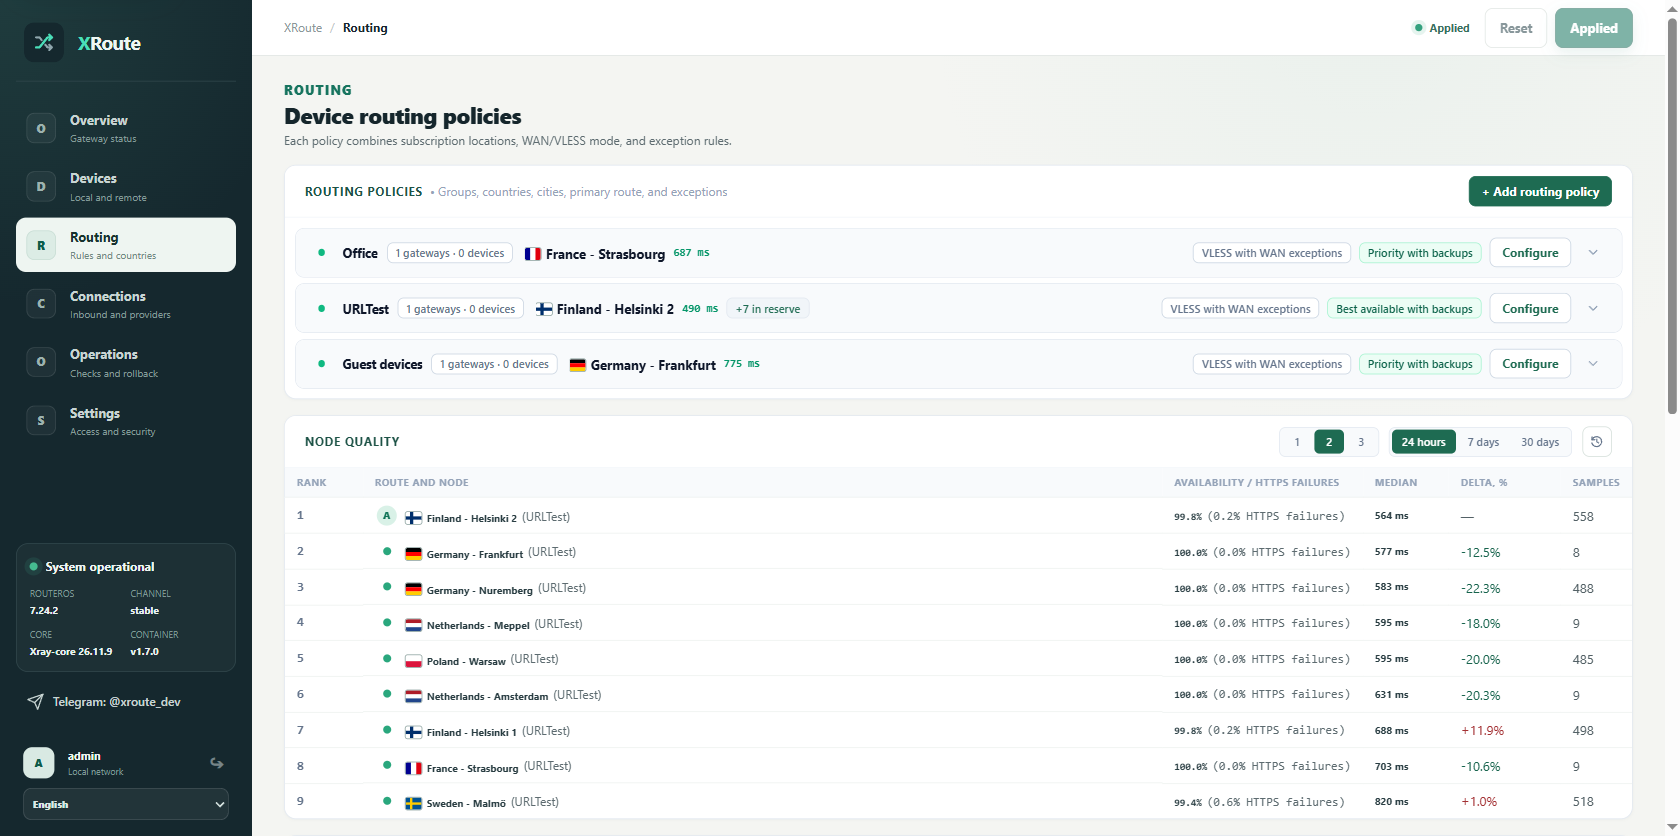 XRoute
O
Overview
Gateway status
D
Devices
Local and remote
R
Routing
Rules and countries
C
Connections
Inbound and providers
O
Operations
Checks and rollback
S
Settings
Access and security
System operational
ROUTEROS CHANNEL
7.24.2 stable
CORE CONTAINER
Xray-core 26.11.9 v1.7.0
Telegram: @xroute_dev
A
admin
Local network
English
XRoute / Routing
Applied Reset Applied
ROUTING
Device routing policies
Each policy combines subscription locations, WAN/VLESS mode, and exception rules.
ROUTING POLICIES • Groups, countries, cities, primary route, and exceptions + Add routing policy
Office 1 gateways · 0 devices France - Strasbourg 687 ms VLESS with WAN exceptions Priority with backups Configure
URLTest 1 gateways · 0 devices Finland - Helsinki 2 490 ms +7 in reserve VLESS with WAN exceptions Best available with backups Configure
Guest devices 1 gateways · 0 devices Germany - Frankfurt 775 ms VLESS with WAN exceptions Priority with backups Configure
NODE QUALITY 1 2 3 24 hours 7 days 30 days
RANK ROUTE AND NODE AVAILABILITY / HTTPS FAILURES MEDIAN DELTA, % SAMPLES
1 A Finland - Helsinki 2 (URLTest) 99.8% (0.2% HTTPS failures) 564 ms — 558
2 Germany - Frankfurt (URLTest) 100.0% (0.0% HTTPS failures) 577 ms -12.5% 8
3 Germany - Nuremberg (URLTest) 100.0% (0.0% HTTPS failures) 583 ms -22.3% 488
4 Netherlands - Meppel (URLTest) 100.0% (0.0% HTTPS failures) 595 ms -18.0% 9
5 Poland - Warsaw (URLTest) 100.0% (0.0% HTTPS failures) 595 ms -20.0% 485
6 Netherlands - Amsterdam (URLTest) 100.0% (0.0% HTTPS failures) 631 ms -20.3% 9
7 Finland - Helsinki 1 (URLTest) 99.8% (0.2% HTTPS failures) 688 ms +11.9% 498
8 France - Strasbourg (URLTest) 100.0% (0.0% HTTPS failures) 703 ms -10.6% 9
9 Sweden - Malmö (URLTest) 99.4% (0.6% HTTPS failures) 820 ms +1.0% 518